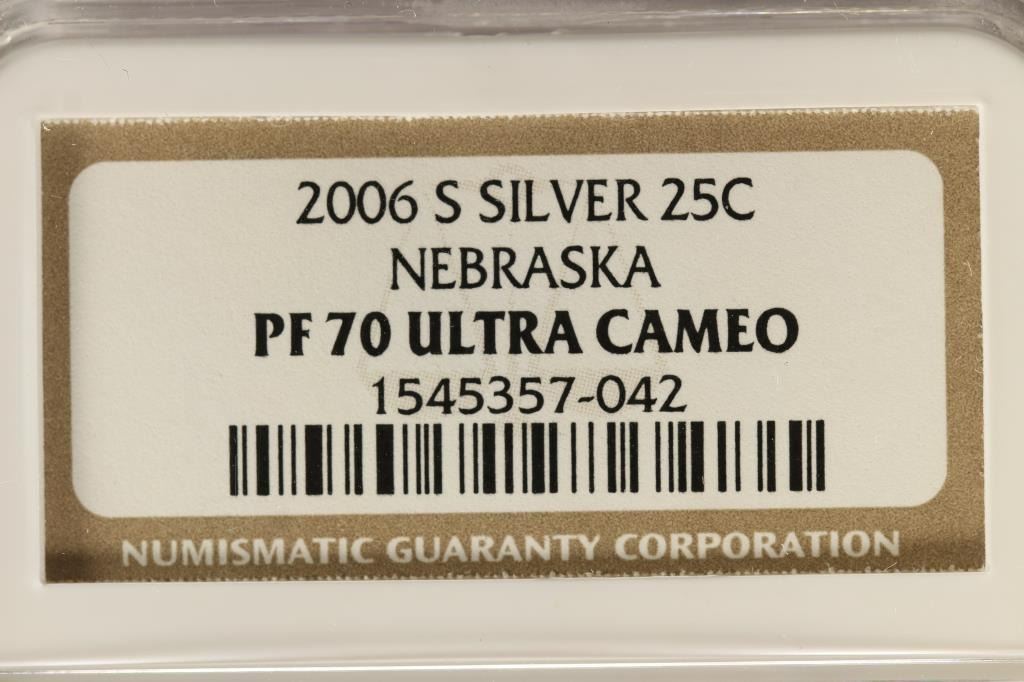 2006 S SILVER 25C
NEBRASKA
PF 70 ULTRA CAMEO
1545357-042
NUMISMATIC GUARANTY CORPORATION